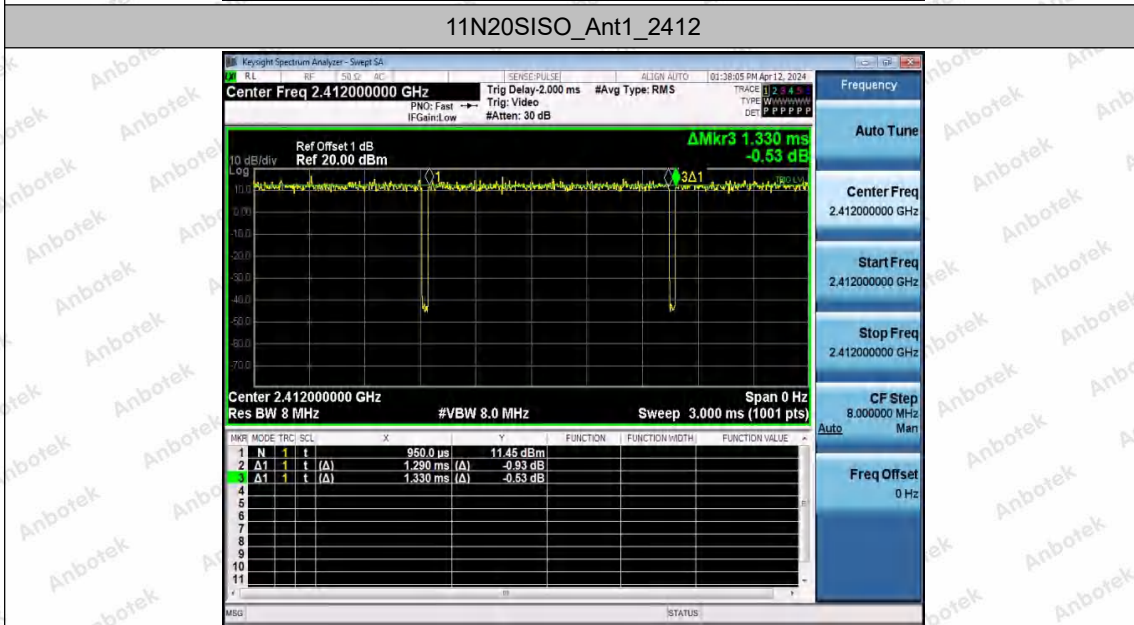 11N20SISO_Ant1_2412
Keysight Spectrum Analyzer - Swept SA
RL RF 50 Ω AC SENSE:PULSE ALIGN AUTO 01:38:05 PM Apr 12, 2024
Center Freq 2.412000000 GHz Trig Delay-2.000 ms #Avg Type: RMS TRACE 1 2 3 4 5 6
PNO: Fast Trig: Video TYPE WWWWWW
IFGain:Low #Atten: 30 dB DET P P P P P P
Frequency
Auto Tune
Center Freq
2.412000000 GHz
Start Freq
2.412000000 GHz
Stop Freq
2.412000000 GHz
CF Step
8.000000 MHz
Auto Man
Freq Offset
0 Hz
ΔMkr3 1.330 ms
-0.53 dB
Ref Offset 1 dB
10 dB/div Ref 20.00 dBm
Log
10.0
0.00
-10.0
-20.0
-30.0
-40.0
-50.0
-60.0
-70.0
1
3Δ1
TRIG LVL
Center 2.412000000 GHz Span 0 Hz
Res BW 8 MHz #VBW 8.0 MHz Sweep 3.000 ms (1001 pts)
MKR MODE TRC SCL X Y FUNCTION FUNCTION WIDTH FUNCTION VALUE
1 N 1 t 950.0 µs 11.45 dBm
2 Δ1 1 t (Δ) 1.290 ms (Δ) -0.93 dB
3 Δ1 1 t (Δ) 1.330 ms (Δ) -0.53 dB
4
5
6
7
8
9
10
11
MSG STATUS
Anbotek